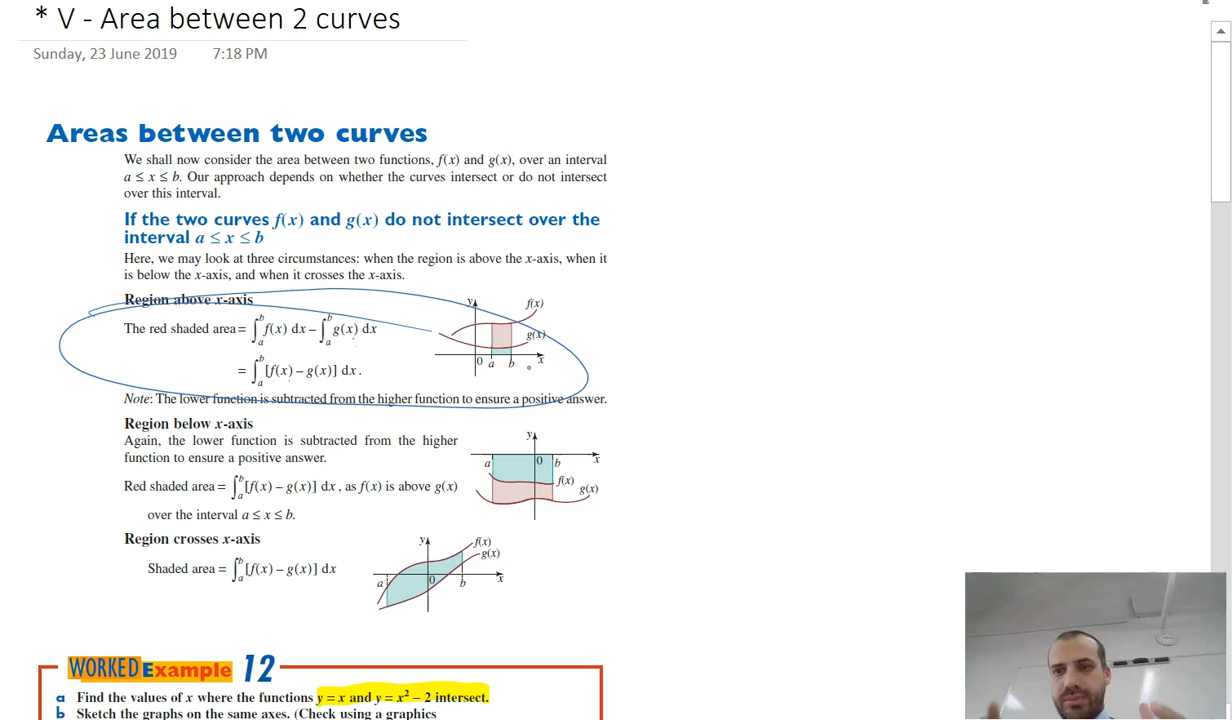 * V - Area between 2 curves
Sunday, 23 June 2019 7:18 PM
Areas between two curves
We shall now consider the area between two functions, f(x) and g(x), over an interval
a ≤ x ≤ b. Our approach depends on whether the curves intersect or do not intersect
over this interval.
If the two curves f(x) and g(x) do not intersect over the
interval a ≤ x ≤ b
Here, we may look at three circumstances: when the region is above the x-axis, when it
is below the x-axis, and when it crosses the x-axis.
Region above x-axis
The red shaded area = ∫_a^b f(x) dx − ∫_a^b g(x) dx
= ∫_a^b [f(x) − g(x)] dx.
y f(x)
g(x)
0 a b x
Note: The lower function is subtracted from the higher function to ensure a positive answer.
Region below x-axis
Again, the lower function is subtracted from the higher
function to ensure a positive answer.
Red shaded area = ∫_a^b [f(x) − g(x)] dx, as f(x) is above g(x)
over the interval a ≤ x ≤ b.
y
a 0 b x
f(x)
g(x)
Region crosses x-axis
Shaded area = ∫_a^b [f(x) − g(x)] dx
y f(x)
g(x)
a 0 b x
WORKED Example 12
a Find the values of x where the functions y = x and y = x² − 2 intersect.
b Sketch the graphs on the same axes. (Check using a graphics